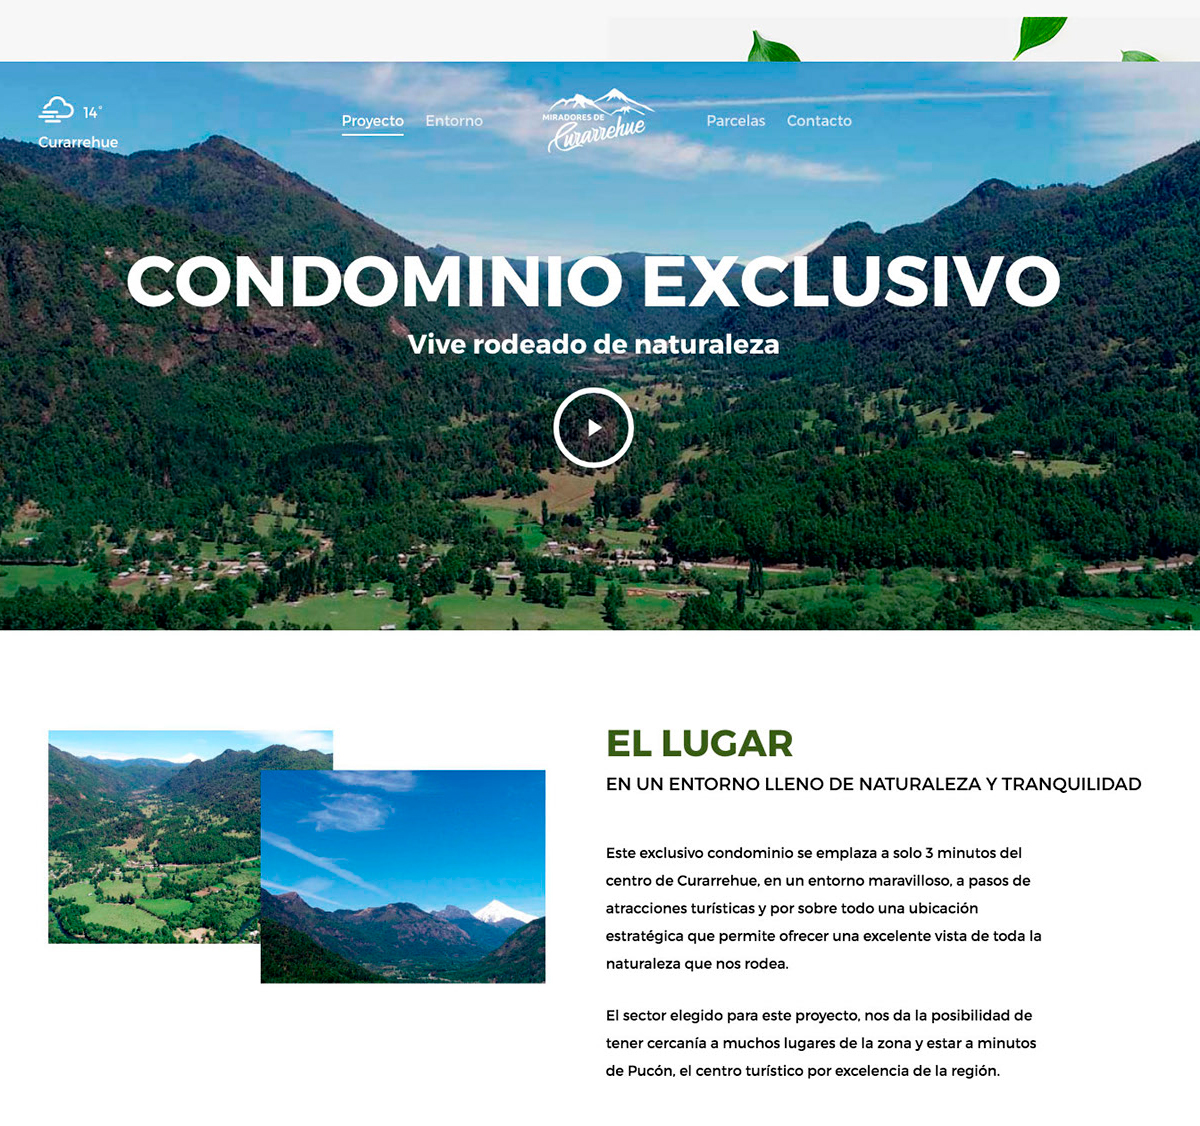 14°
Curarrehue
Proyecto
Entorno
MIRADORES DE
Curarrehue
Parcelas
Contacto
CONDOMINIO EXCLUSIVO
Vive rodeado de naturaleza
EL LUGAR
EN UN ENTORNO LLENO DE NATURALEZA Y TRANQUILIDAD
Este exclusivo condominio se emplaza a solo 3 minutos del
centro de Curarrehue, en un entorno maravilloso, a pasos de
atracciones turísticas y por sobre todo una ubicación
estratégica que permite ofrecer una excelente vista de toda la
naturaleza que nos rodea.
El sector elegido para este proyecto, nos da la posibilidad de
tener cercanía a muchos lugares de la zona y estar a minutos
de Pucón, el centro turístico por excelencia de la región.